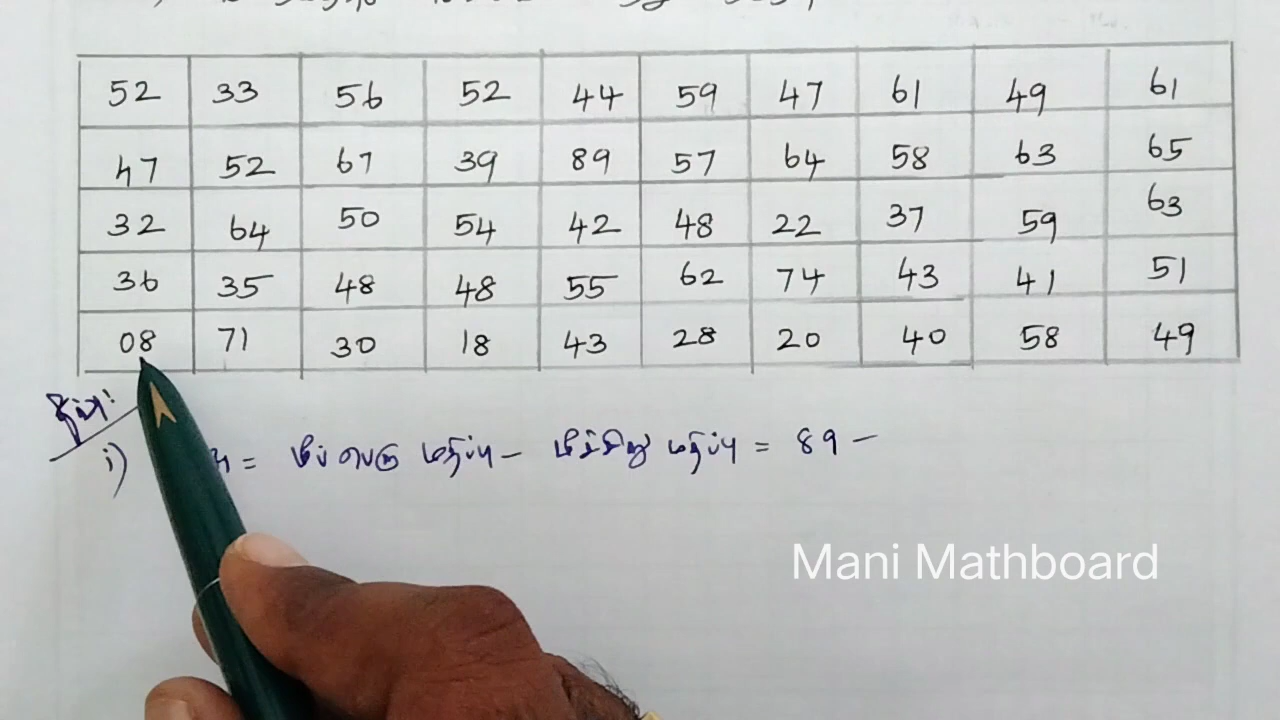 52 33 56 52 44 59 47 61 49 61
47 52 67 39 89 57 64 58 63 65
32 64 50 54 42 48 22 37 59 63
36 35 48 48 55 62 74 43 41 51
08 71 30 18 43 28 20 40 58 49
தீர்வு:
i) = மீப்பெரு மதிப்பு - மீச்சிறு மதிப்பு = 89 -
Mani Mathboard